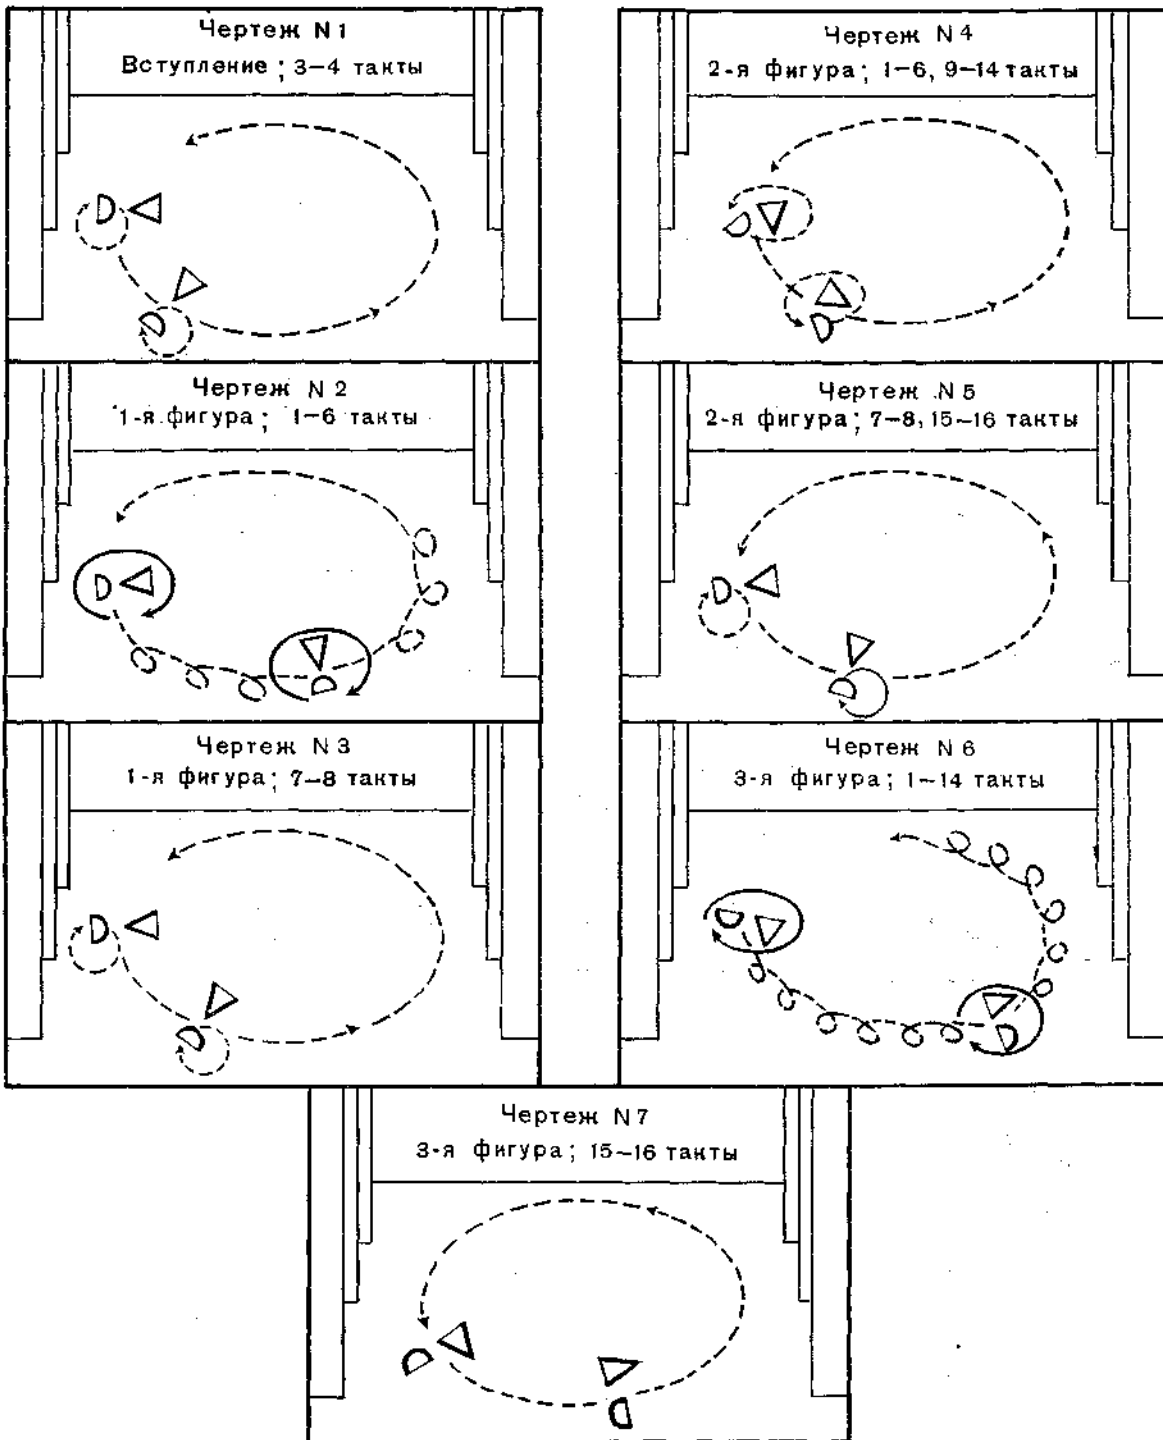 Чертеж N 1
Вступление; 3–4 такты
Чертеж N 2
1-я фигура; 1–6 такты
Чертеж N 3
1-я фигура; 7–8 такты
Чертеж N 4
2-я фигура; 1–6, 9–14 такты
Чертеж N 5
2-я фигура; 7–8, 15–16 такты
Чертеж N 6
3-я фигура; 1–14 такты
Чертеж N 7
3-я фигура; 15–16 такты